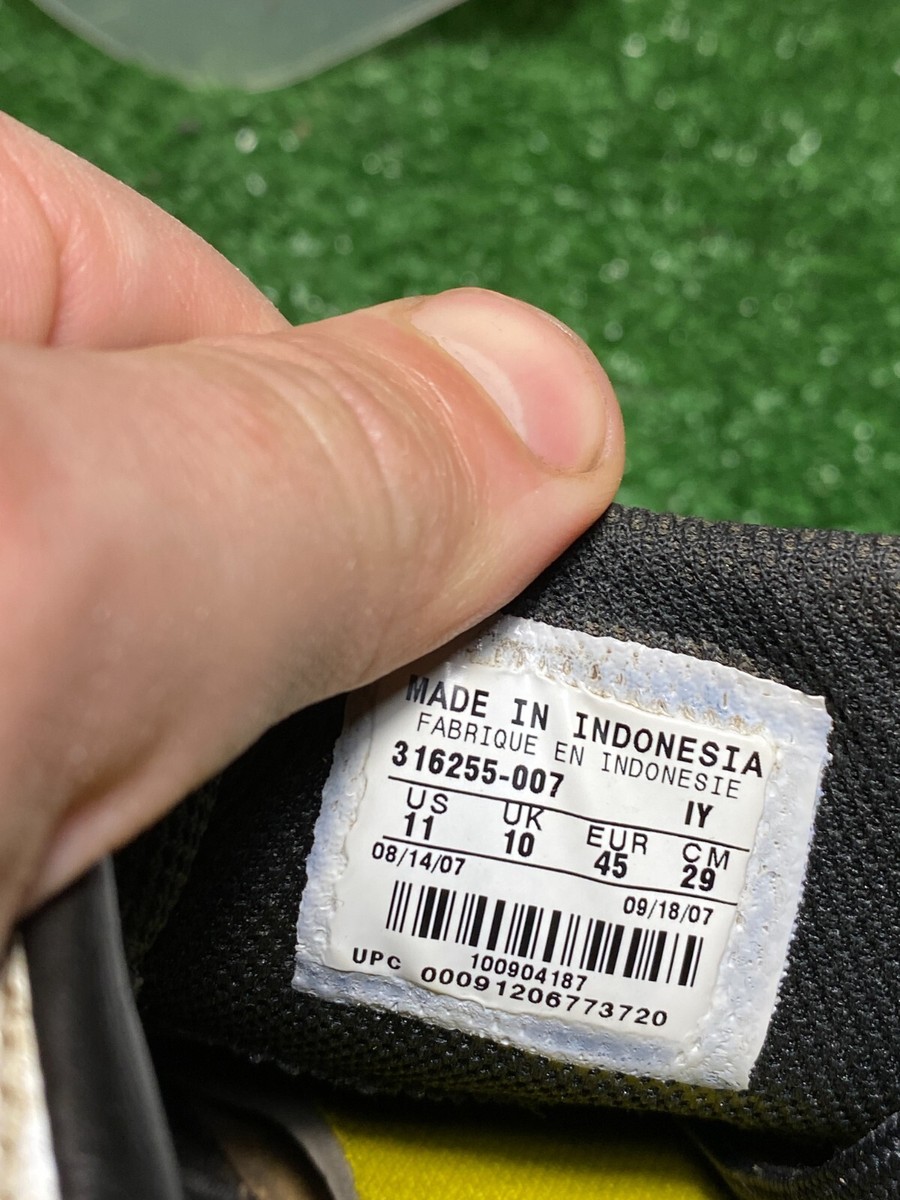 MADE IN INDONESIA
FABRIQUE EN INDONESIE
316255-007 IY
US UK EUR CM
11 10 45 29
08/14/07 09/18/07
100904187
UPC 00091206773720